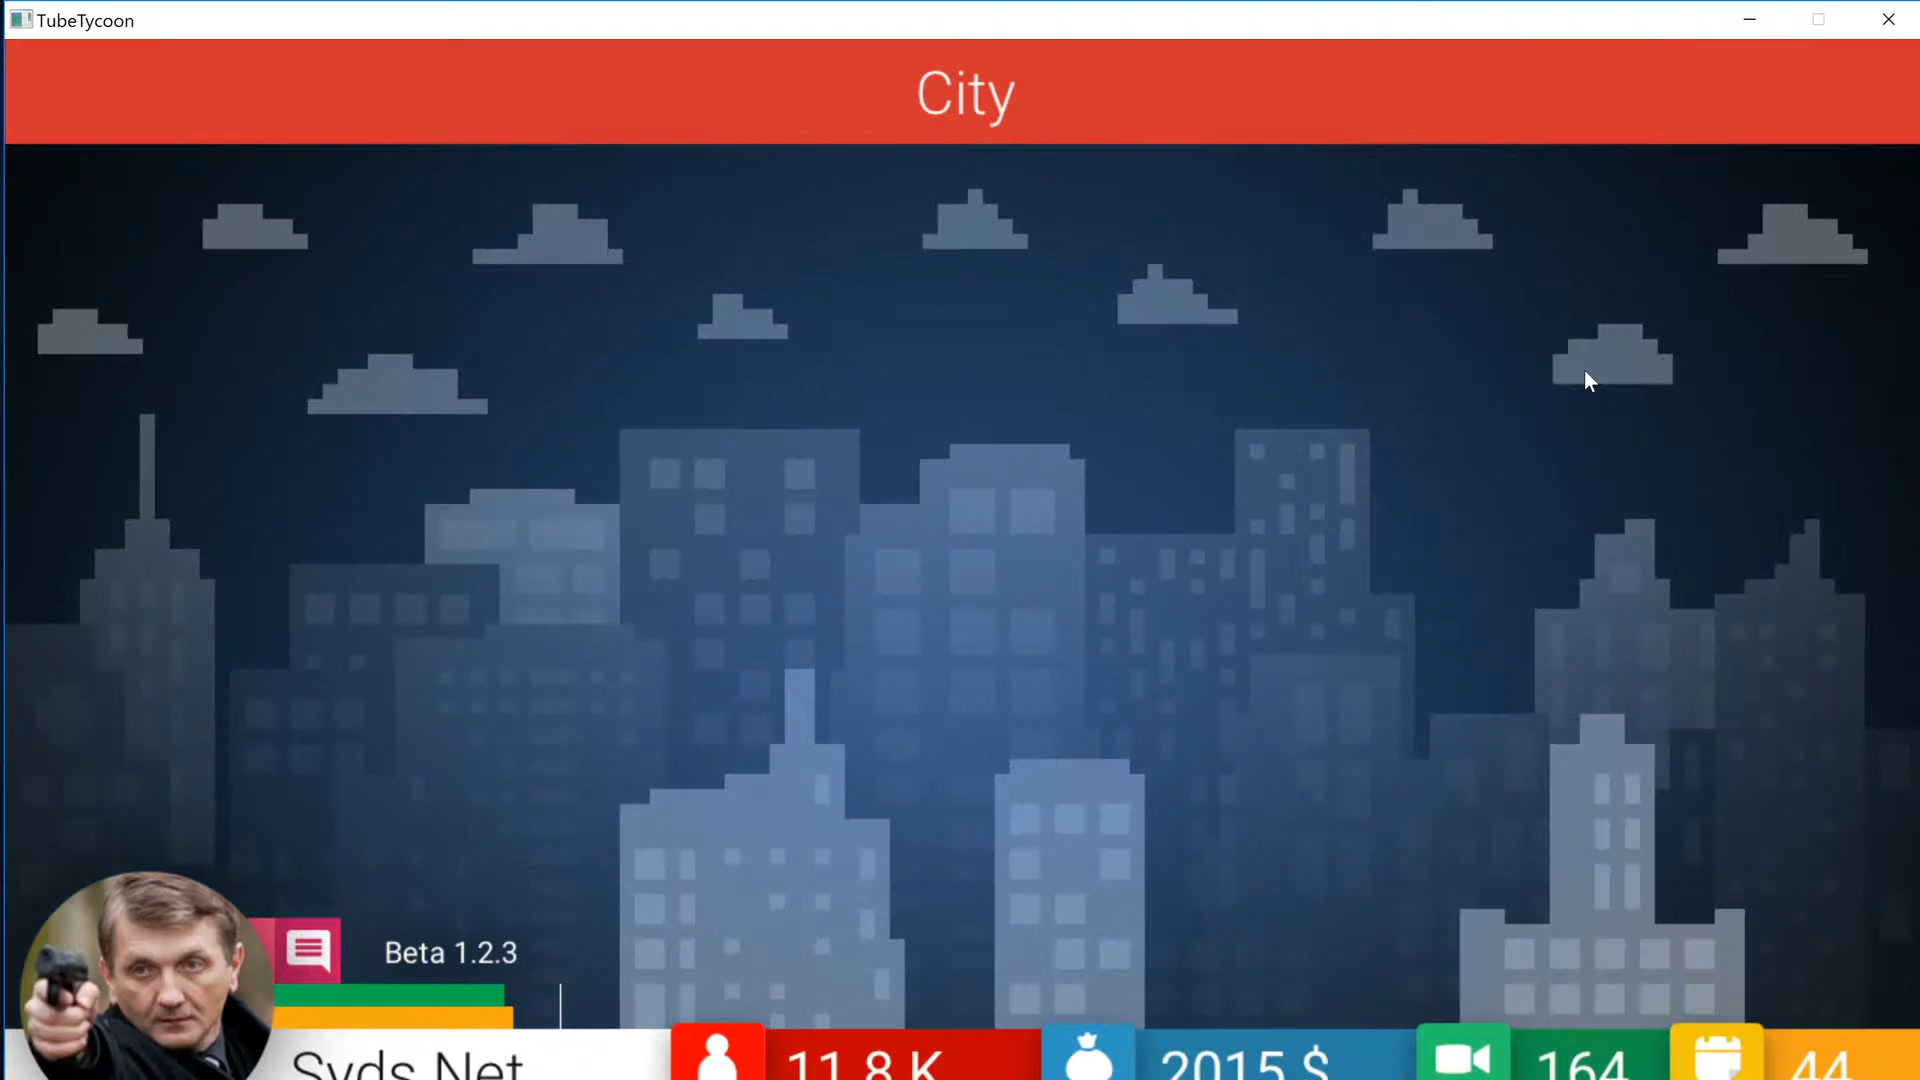 TubeTycoon
City
Beta 1.2.3
Syds Net
11.8 K
2015 $
164
44